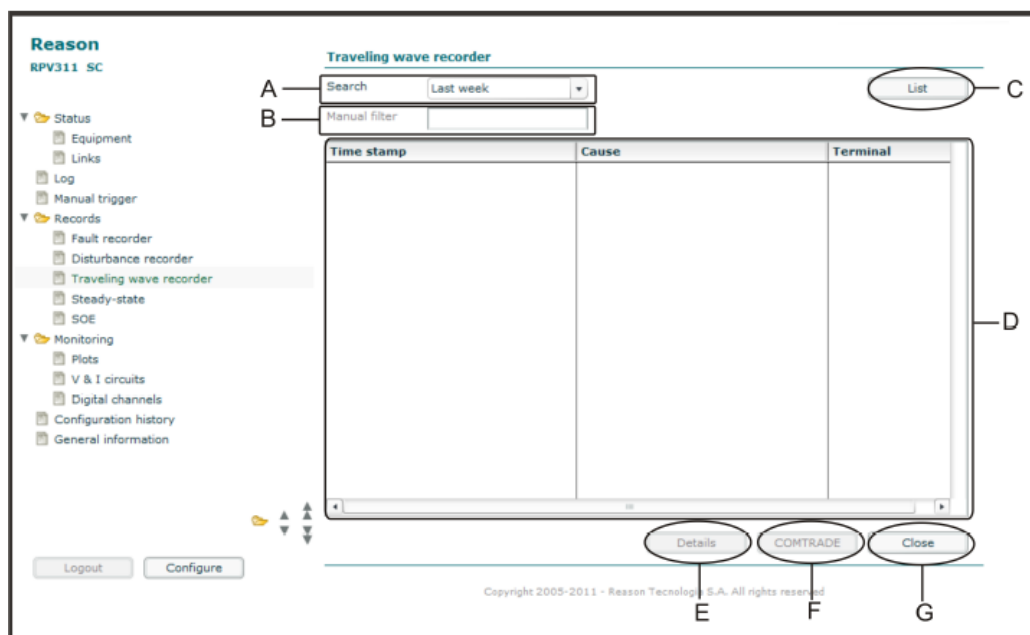 Reason
RPV311 SC
Status
Equipment
Links
Log
Manual trigger
Records
Fault recorder
Disturbance recorder
Traveling wave recorder
Steady-state
SOE
Monitoring
Plots
V & I circuits
Digital channels
Configuration history
General information
Logout
Configure
Traveling wave recorder
A
Search
Last week
List
C
B
Manual filter
Time stamp
Cause
Terminal
D
Details
COMTRADE
Close
Copyright 2005-2011 - Reason Tecnologia S.A. All rights reserved
E
F
G